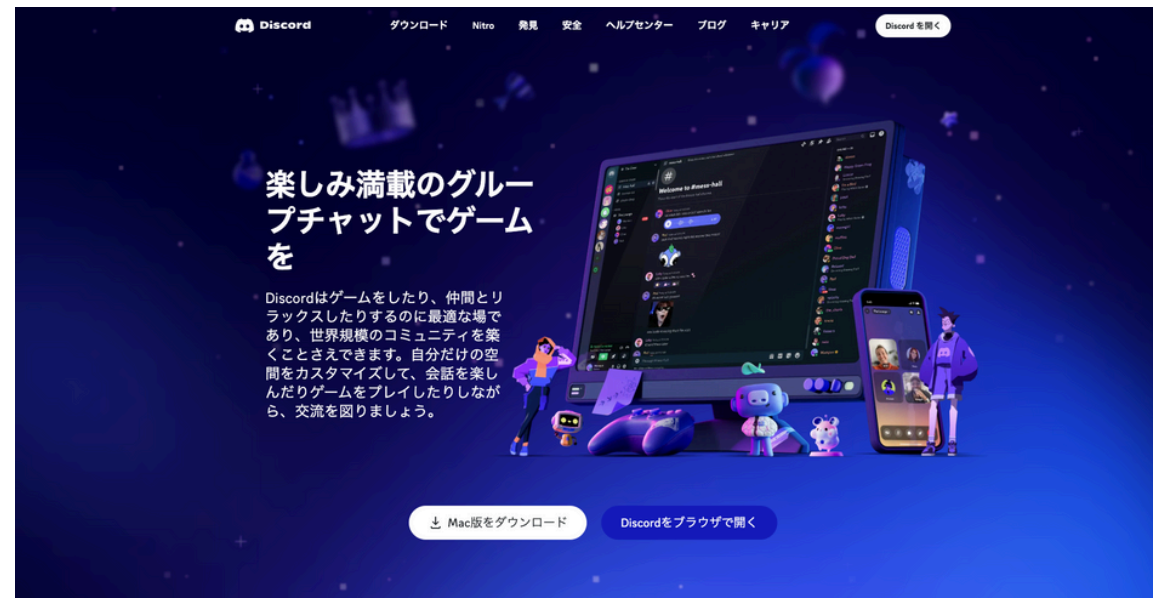 Discord
ダウンロード
Nitro
発見
安全
ヘルプセンター
ブログ
キャリア
Discord を開く
楽しみ満載のグルー
プチャットでゲーム
を
Discordはゲームをしたり、仲間とリ
ラックスしたりするのに最適な場で
あり、世界規模のコミュニティを築
くことさえできます。自分だけの空
間をカスタマイズして、会話を楽し
んだりゲームをプレイしたりしなが
ら、交流を図りましょう。
Welcome to #mess-hall
Mac版をダウンロード
Discordをブラウザで開く